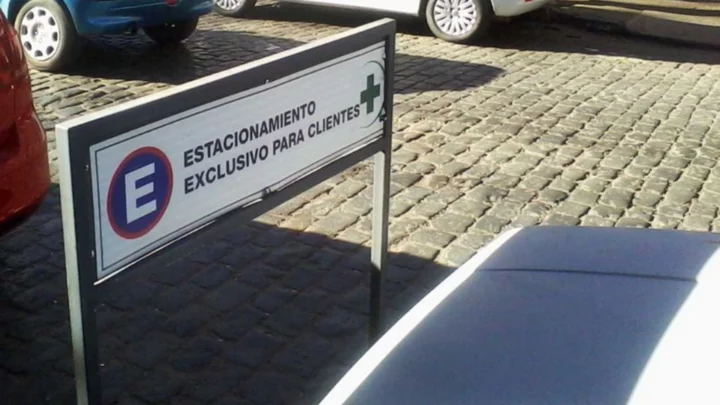 E
ESTACIONAMIENTO
EXCLUSIVO PARA CLIENTES